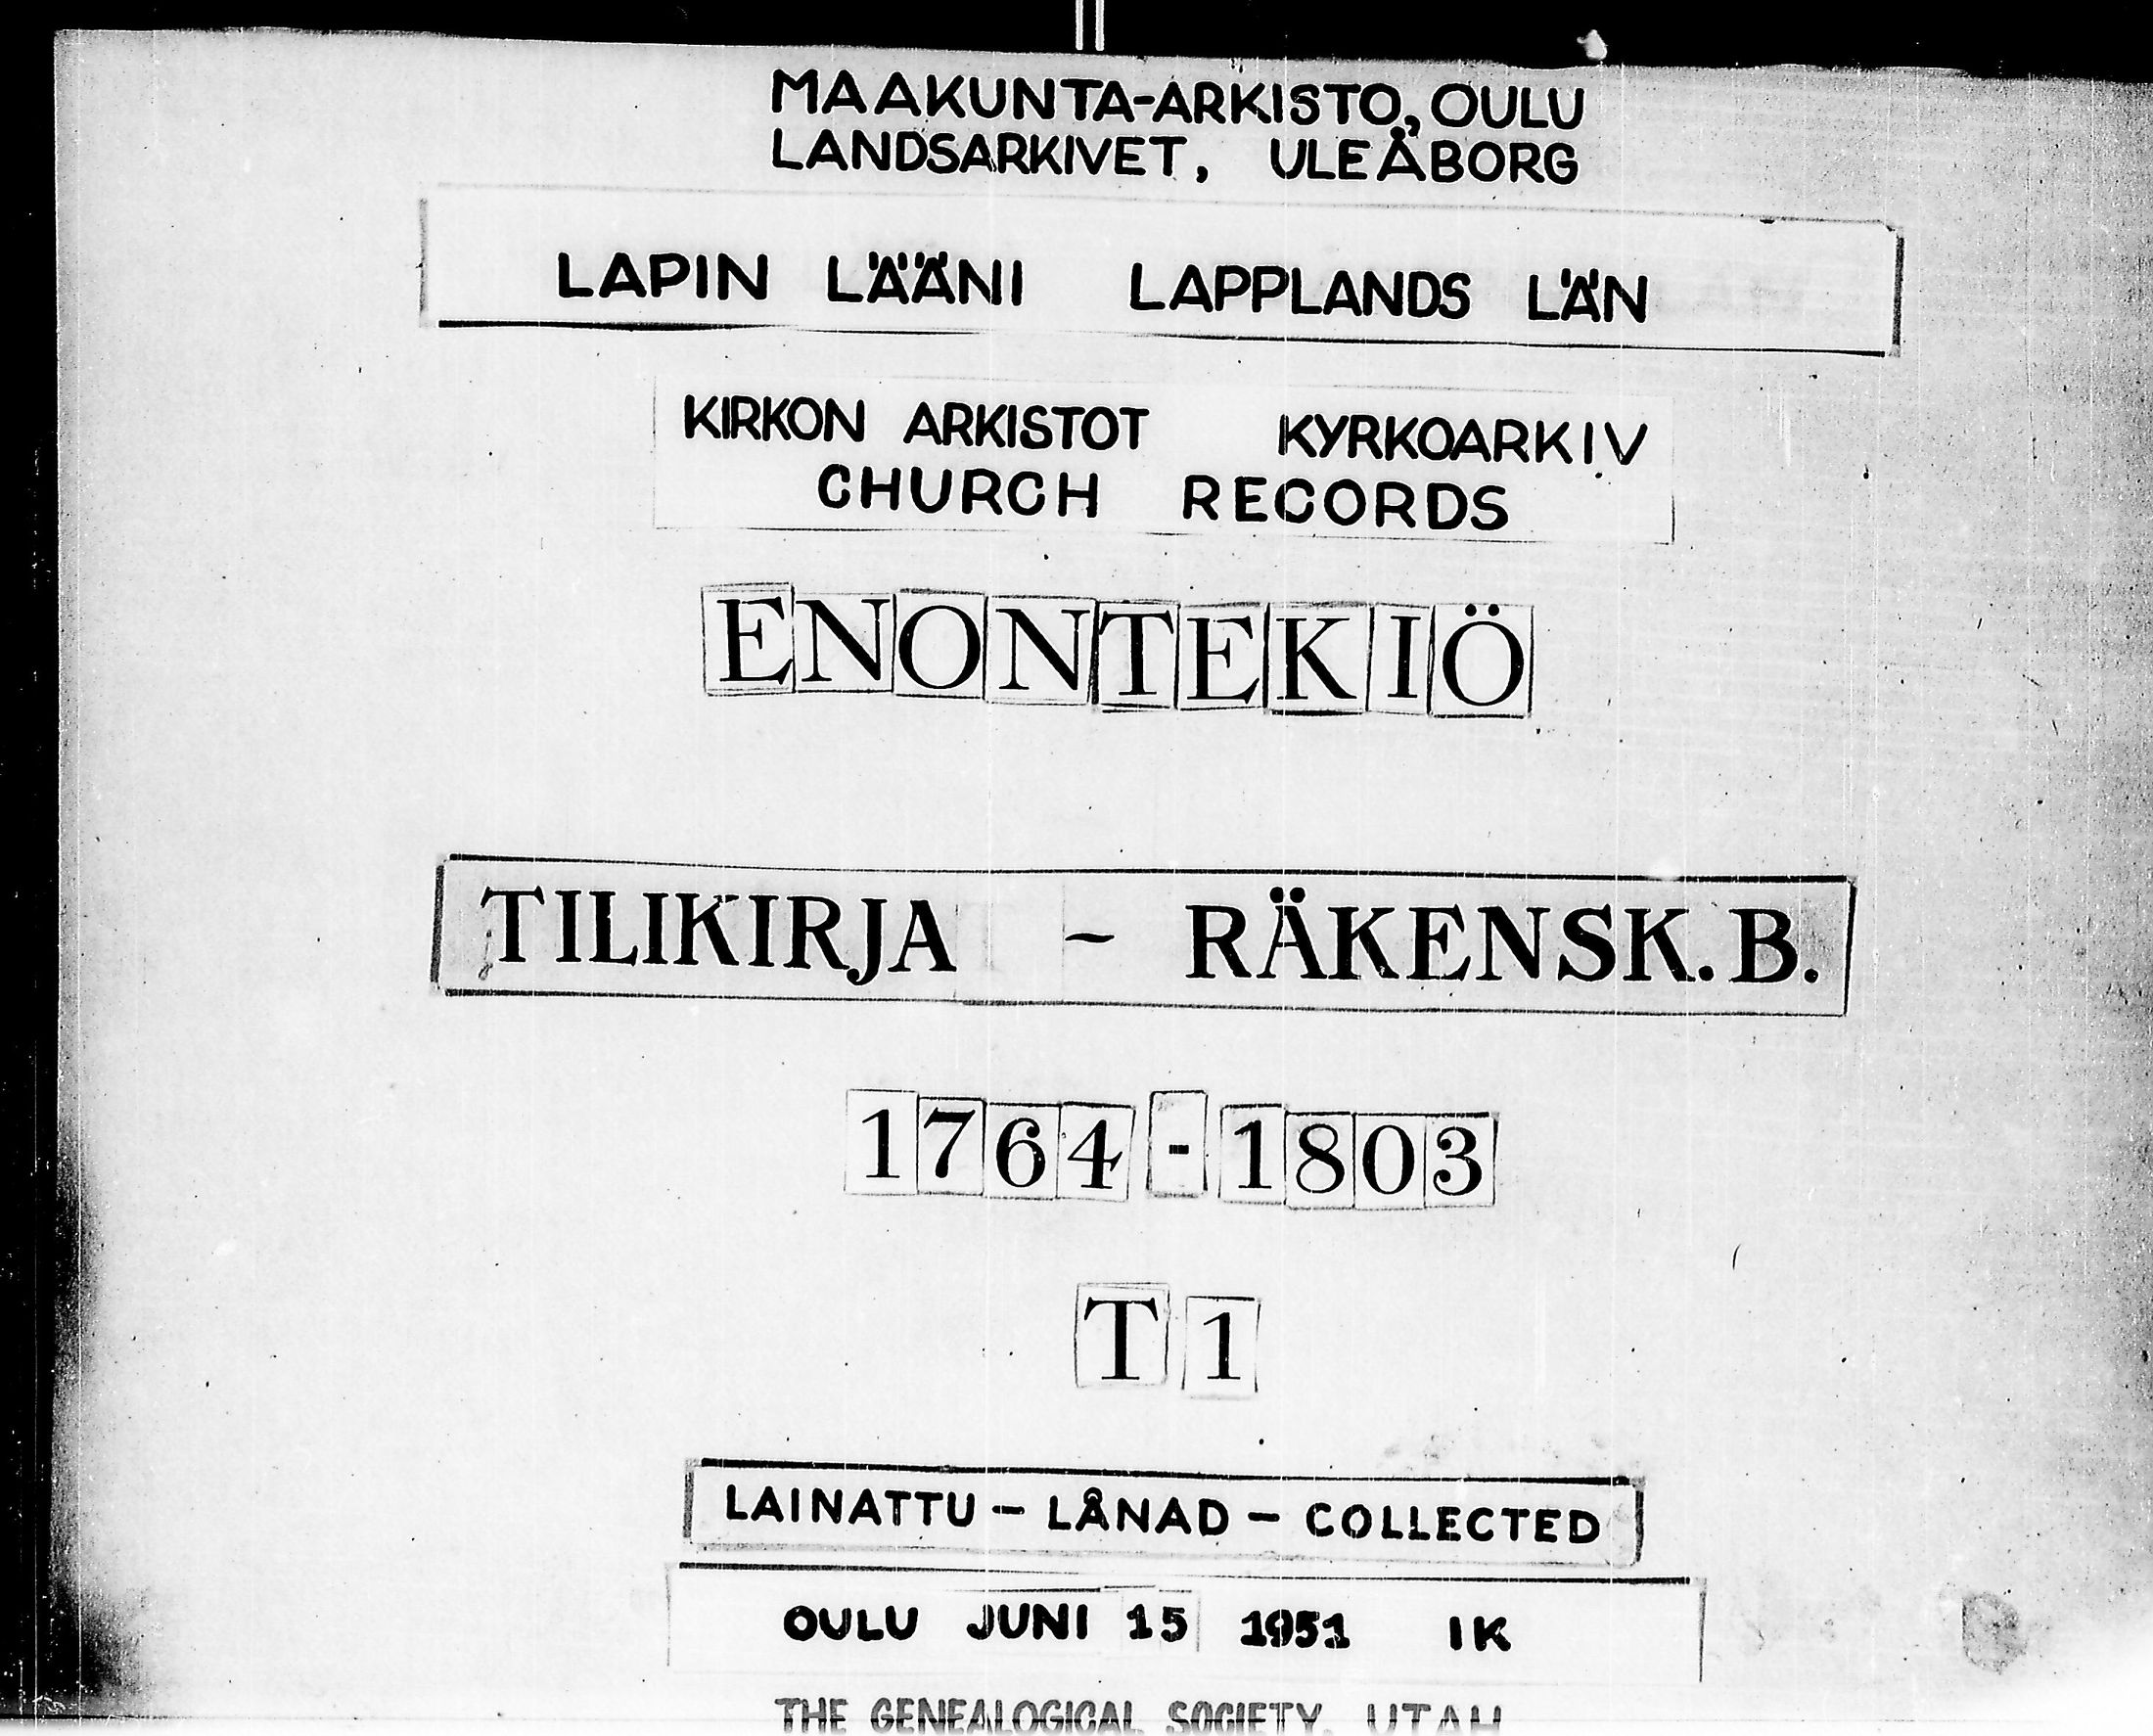 MAAKUNTA-ARKISTO, OULU
LANDSARKIVET, ULEÅBORG
LAPIN LÄÄNI LAPPLANDS LÄN
KIRKON ARKISTOT KYRKOARKIV
CHURCH RECORDS
ENONTEKIÖ
TILIKIRJA - RÄKENSK. B.
1764-1803
T 1
LAINATTU - LÅNAD - COLLECTED
OULU JUNI 15 1951 IK
THE GENEALOGICAL SOCIETY, UTAH